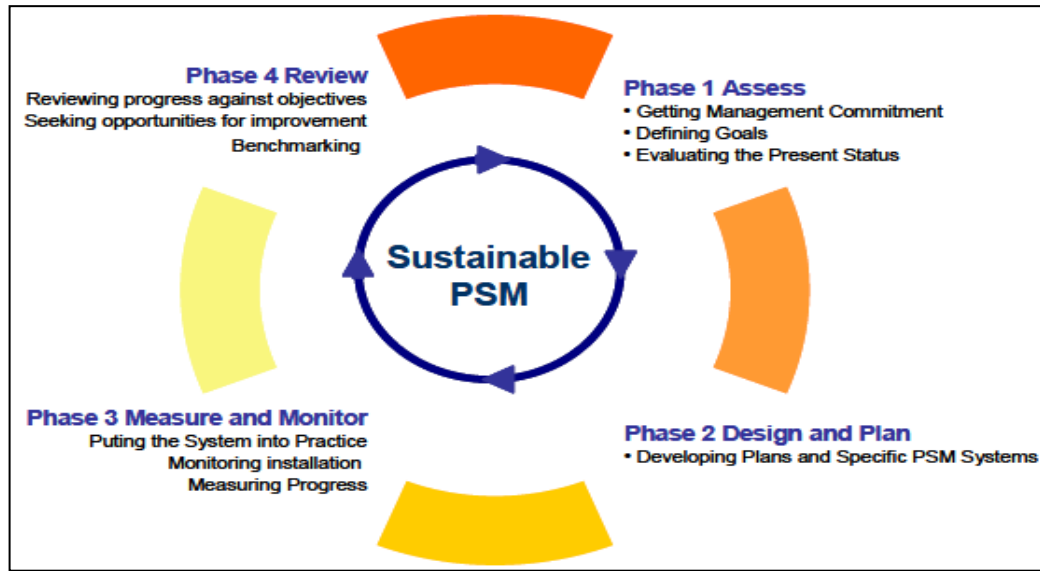 Phase 4 Review
Reviewing progress against objectives
Seeking opportunities for improvement
Benchmarking
Phase 1 Assess
• Getting Management Commitment
• Defining Goals
• Evaluating the Present Status
Sustainable
PSM
Phase 3 Measure and Monitor
Puting the System into Practice
Monitoring installation
Measuring Progress
Phase 2 Design and Plan
• Developing Plans and Specific PSM Systems